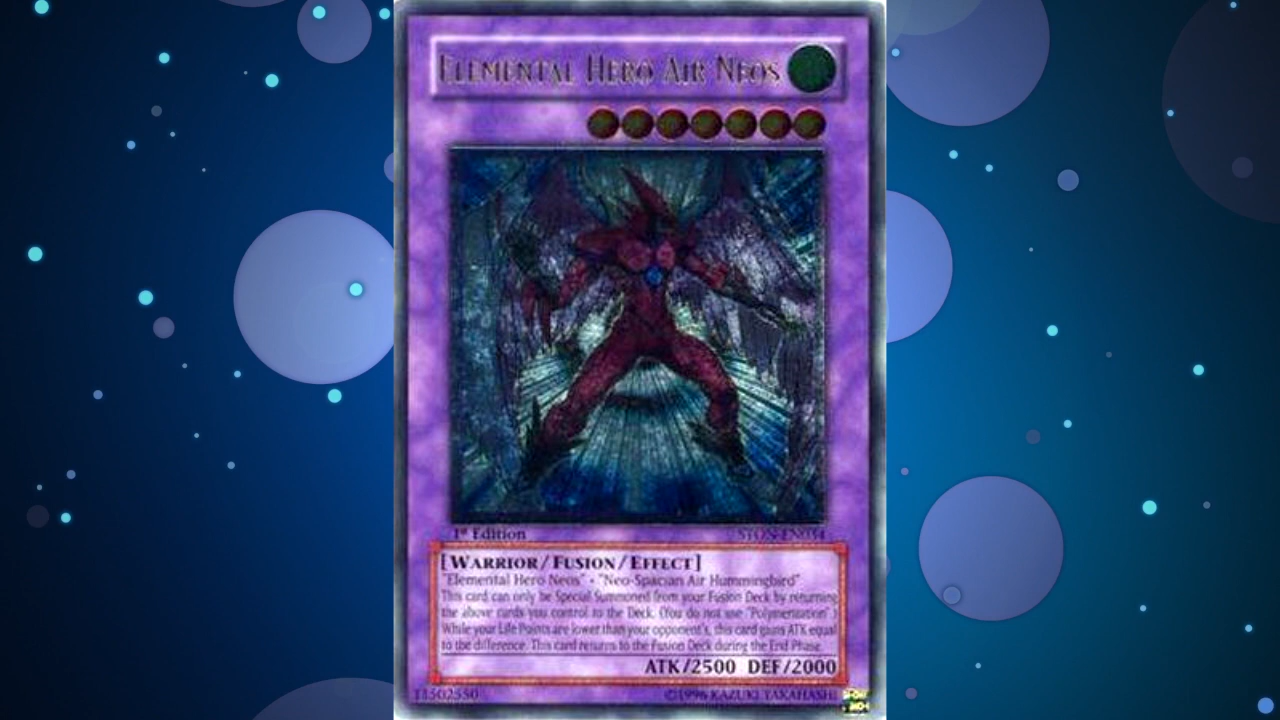 Elemental Hero Air Neos
1st Edition
STON-EN034
[Warrior/Fusion/Effect]
"Elemental Hero Neos" + "Neo-Spacian Air Hummingbird"
This card can only be Special Summoned from your Fusion Deck by returning
the above cards you control to the Deck. (You do not use "Polymerization".)
While your Life Points are lower than your opponent's, this card gains ATK equal
to the difference. This card returns to the Fusion Deck during the End Phase.
ATK/2500 DEF/2000
11502550
©1996 KAZUKI TAKAHASHI